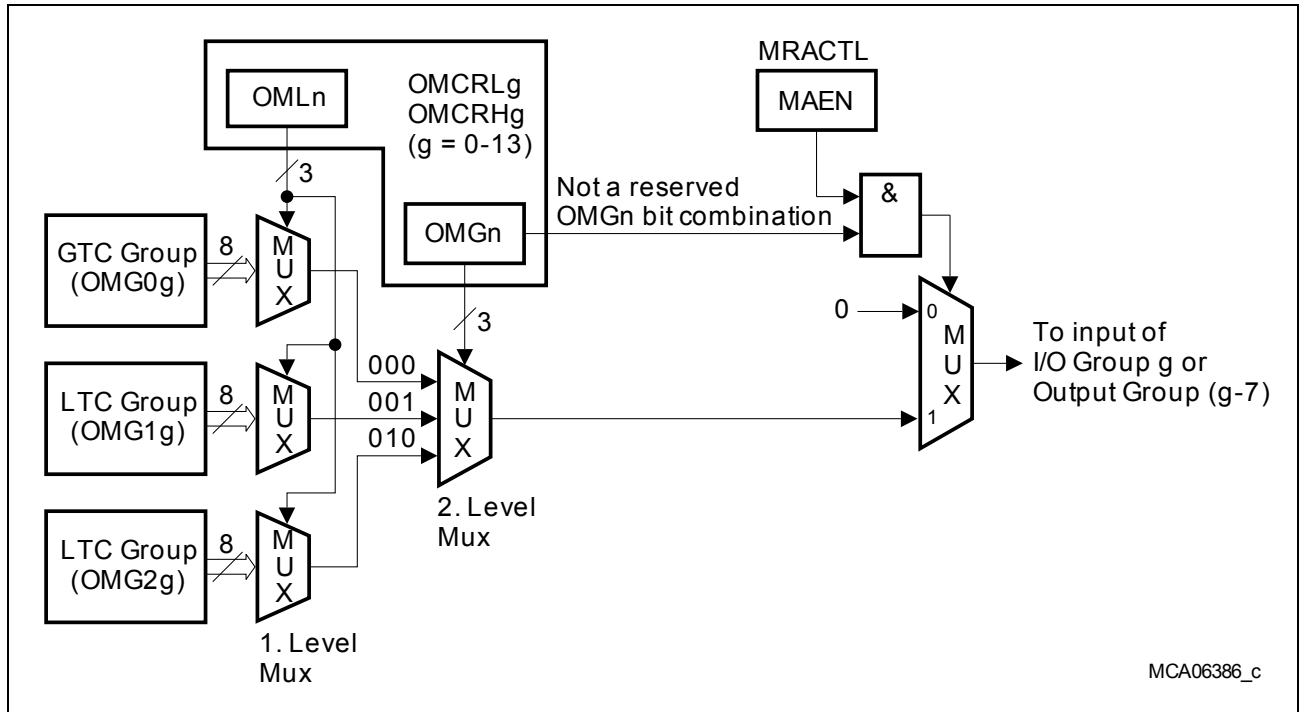 OMLn
OMCRLg
OMCRHg
(g = 0-13)
3
MRACTL
MAEN
Not a reserved
OMGn bit combination
&
OMGn
3
GTC Group
(OMG0g)
8
MUX
LTC Group
(OMG1g)
8
MUX
LTC Group
(OMG2g)
8
MUX
1. Level
Mux
000
001
010
MUX
2. Level
Mux
0
0
MUX
1
To input of
I/O Group g or
Output Group (g-7)
MCA06386_c